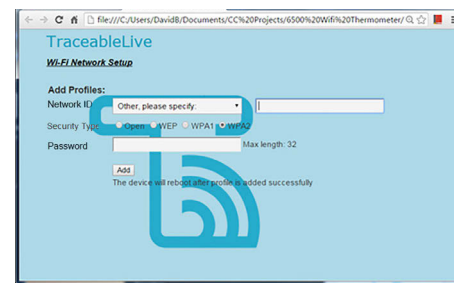 file:///C:/Users/DavidB/Documents/CC%20Projects/6500%20Wifi%20Thermometer/
TraceableLive
Wi-Fi Network Setup
Add Profiles:
Network ID Other, please specify:
Security Type Open WEP WPA1 WPA2
Password Max length: 32
Add
The device will reboot after profile is added successfully